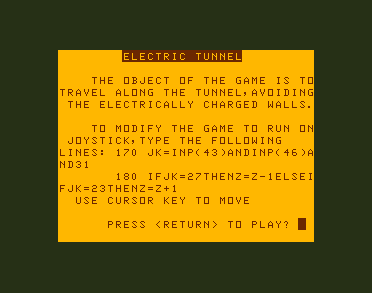 ELECTRIC TUNNEL
THE OBJECT OF THE GAME IS TO
TRAVEL ALONG THE TUNNEL,AVOIDING
THE ELECTRICALLY CHARGED WALLS.
TO MODIFY THE GAME TO RUN ON
JOYSTICK,TYPE THE FOLLOWING
LINES: 170 JK=INP(43)ANDINP(46)A
ND31
180 IFJK=27THENZ=Z-1ELSEI
FJK=23THENZ=Z+1
USE CURSOR KEY TO MOVE
PRESS <RETURN> TO PLAY?